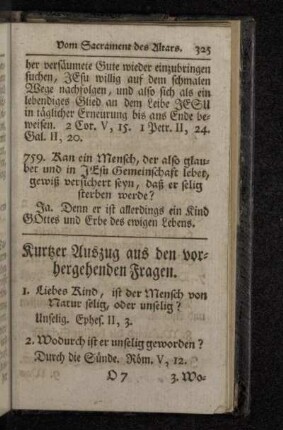 Vom Sacrament des Altars. 325
her versäumete Gute wieder einzubringen
suchen, JEsu willig auf dem schmalen
Wege nachfolgen, und also sich als ein
lebendiges Glied an dem Leibe JESU
in täglicher Erneurung bis ans Ende be-
weisen. 2 Cor. V, 15. 1 Petr. II, 24.
Gal. II, 20.
759. Kan ein Mensch, der also glau-
bet und in JEsu Gemeinschaft lebet,
gewiß versichert seyn, daß er selig
sterben werde?
Ja. Denn er ist allerdings ein Kind
GOttes und Erbe des ewigen Lebens.
Kurtzer Auszug aus den vor-
hergehenden Fragen.
1. Liebes Kind, ist der Mensch von
Natur selig, oder unselig?
Unselig. Ephes. II, 3.
2. Wodurch ist er unselig geworden?
Durch die Sünde. Röm. V, 12.
O 7 3. Wo-